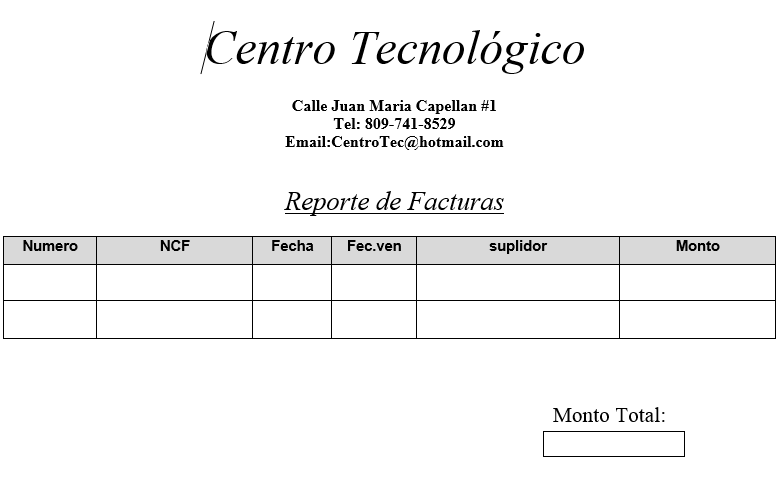 Centro Tecnológico
Calle Juan Maria Capellan #1
Tel: 809-741-8529
Email:CentroTec@hotmail.com
Reporte de Facturas
Numero NCF Fecha Fec.ven suplidor Monto
Monto Total: